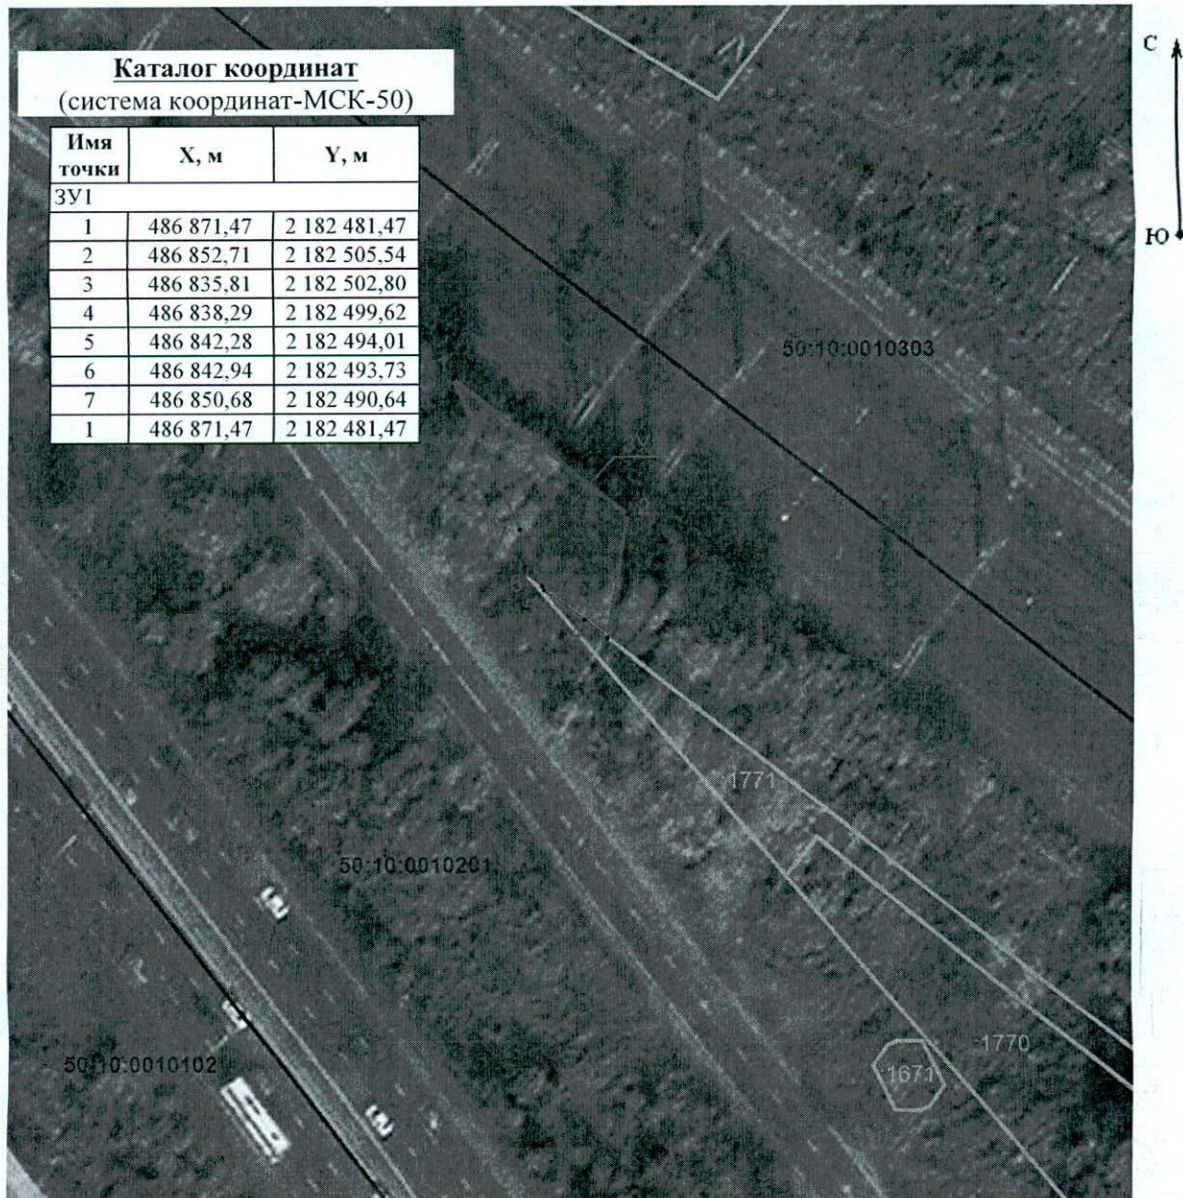 С
Ю
Каталог координат
(система координат-МСК-50)
Имя точки X, м Y, м
ЗУ1
1 486 871,47 2 182 481,47
2 486 852,71 2 182 505,54
3 486 835,81 2 182 502,80
4 486 838,29 2 182 499,62
5 486 842,28 2 182 494,01
6 486 842,94 2 182 493,73
7 486 850,68 2 182 490,64
1 486 871,47 2 182 481,47
50:10:0010303
1771
50:10:0010201
1770
50:10:0010102
1671